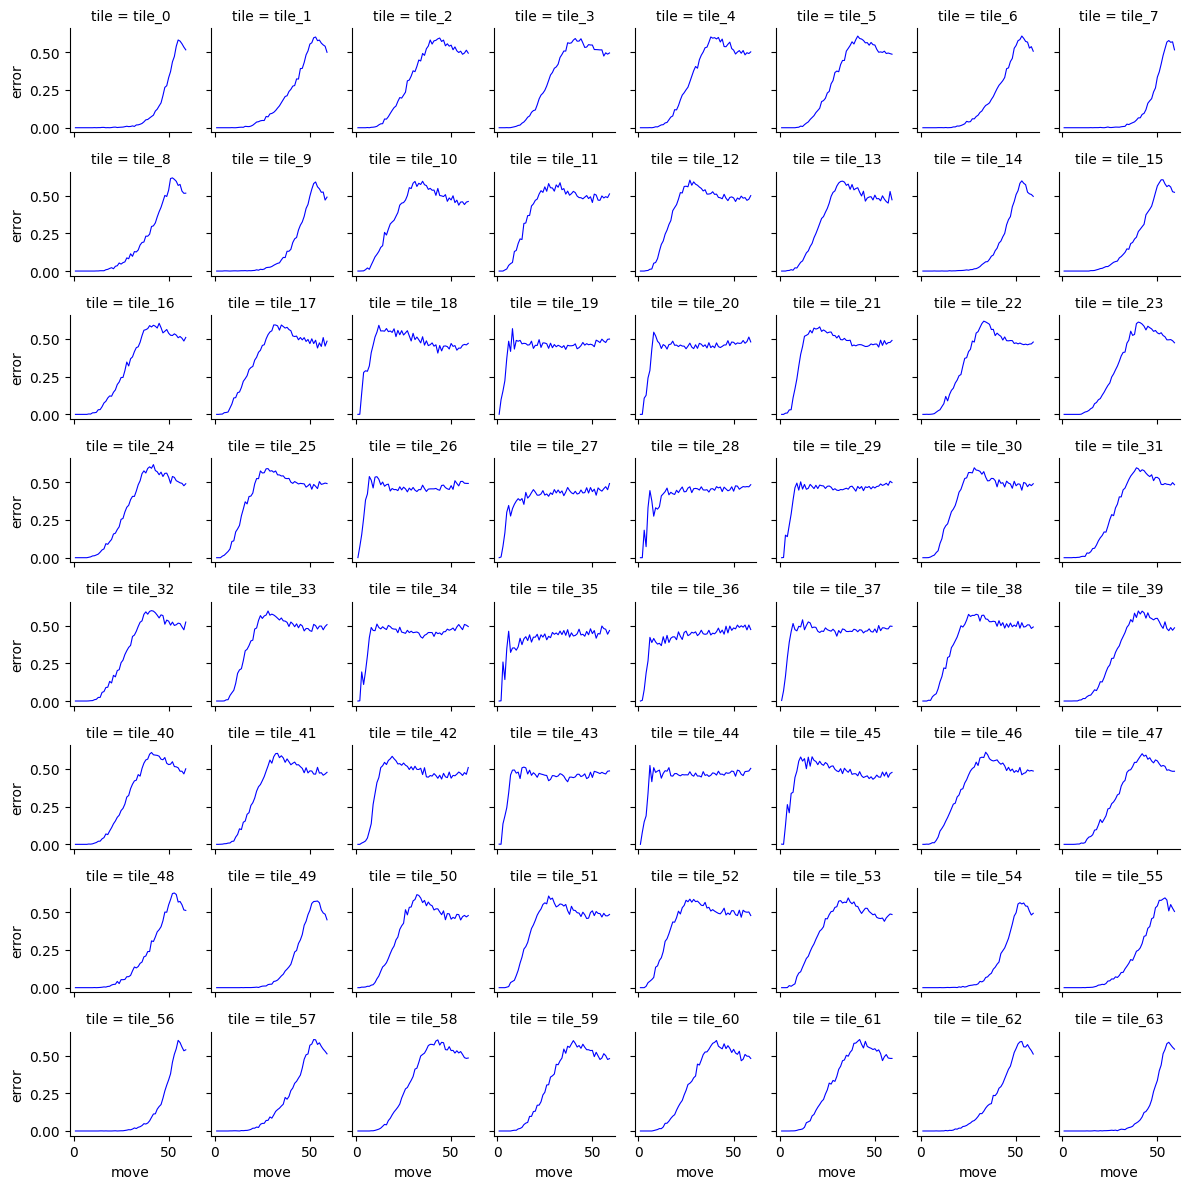 tile = tile_0 tile = tile_1 tile = tile_2 tile = tile_3 tile = tile_4 tile = tile_5 tile = tile_6 tile = tile_7
error
0.50
0.25
0.00
tile = tile_8 tile = tile_9 tile = tile_10 tile = tile_11 tile = tile_12 tile = tile_13 tile = tile_14 tile = tile_15
error
0.50
0.25
0.00
tile = tile_16 tile = tile_17 tile = tile_18 tile = tile_19 tile = tile_20 tile = tile_21 tile = tile_22 tile = tile_23
error
0.50
0.25
0.00
tile = tile_24 tile = tile_25 tile = tile_26 tile = tile_27 tile = tile_28 tile = tile_29 tile = tile_30 tile = tile_31
error
0.50
0.25
0.00
tile = tile_32 tile = tile_33 tile = tile_34 tile = tile_35 tile = tile_36 tile = tile_37 tile = tile_38 tile = tile_39
error
0.50
0.25
0.00
tile = tile_40 tile = tile_41 tile = tile_42 tile = tile_43 tile = tile_44 tile = tile_45 tile = tile_46 tile = tile_47
error
0.50
0.25
0.00
tile = tile_48 tile = tile_49 tile = tile_50 tile = tile_51 tile = tile_52 tile = tile_53 tile = tile_54 tile = tile_55
error
0.50
0.25
0.00
tile = tile_56 tile = tile_57 tile = tile_58 tile = tile_59 tile = tile_60 tile = tile_61 tile = tile_62 tile = tile_63
error
0.50
0.25
0.00
0 50 0 50 0 50 0 50 0 50 0 50 0 50 0 50
move move move move move move move move